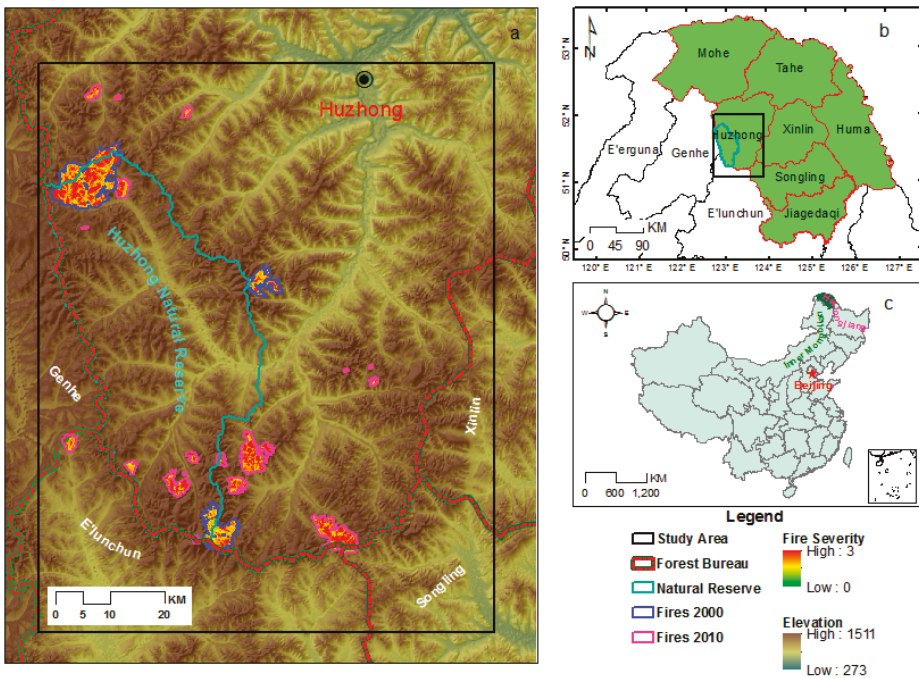 a
Huzhong
Huzhong Natural Reserve
Genhe
Xinlin
E'lunchun
Songling
KM
0 5 10 20
b
N
53°N
52°N
51°N
50°N
Mohe
Tahe
Huzhong
Xinlin
Huma
E'erguna
Genhe
Songling
E'lunchun
Jiagedaqi
KM
0 45 90
120°E 121°E 122°E 123°E 124°E 125°E 126°E 127°E
c
N
W E
S
Inner Mongolia
Beijing
KM
0 600 1,200
Legend
Study Area
Forest Bureau
Natural Reserve
Fires 2000
Fires 2010
Fire Severity
High : 3
Low : 0
Elevation
High : 1511
Low : 273